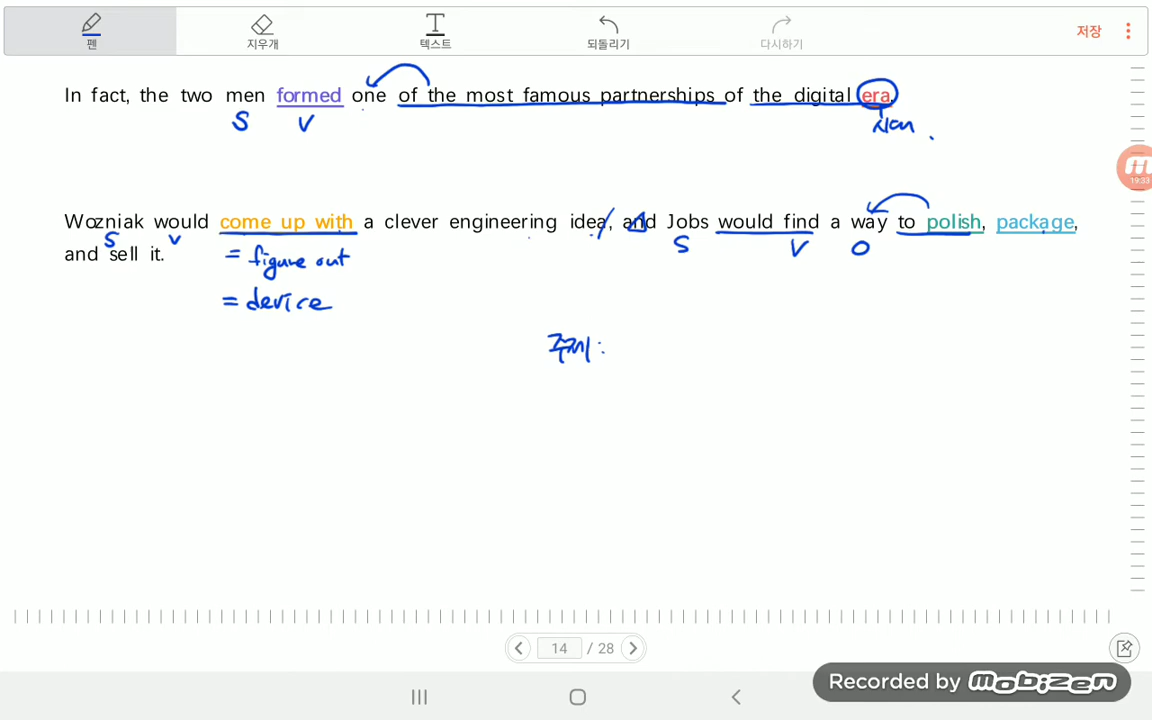 펜 지우개 텍스트 되돌리기 다시하기 저장
In fact, the two men formed one of the most famous partnerships of the digital era.
S V
19:33
Wozniak would come up with a clever engineering idea, and Jobs would find a way to polish, package,
S V S V O
and sell it.
= figure out
= device
주제 :
14 / 28
Recorded by mobizen